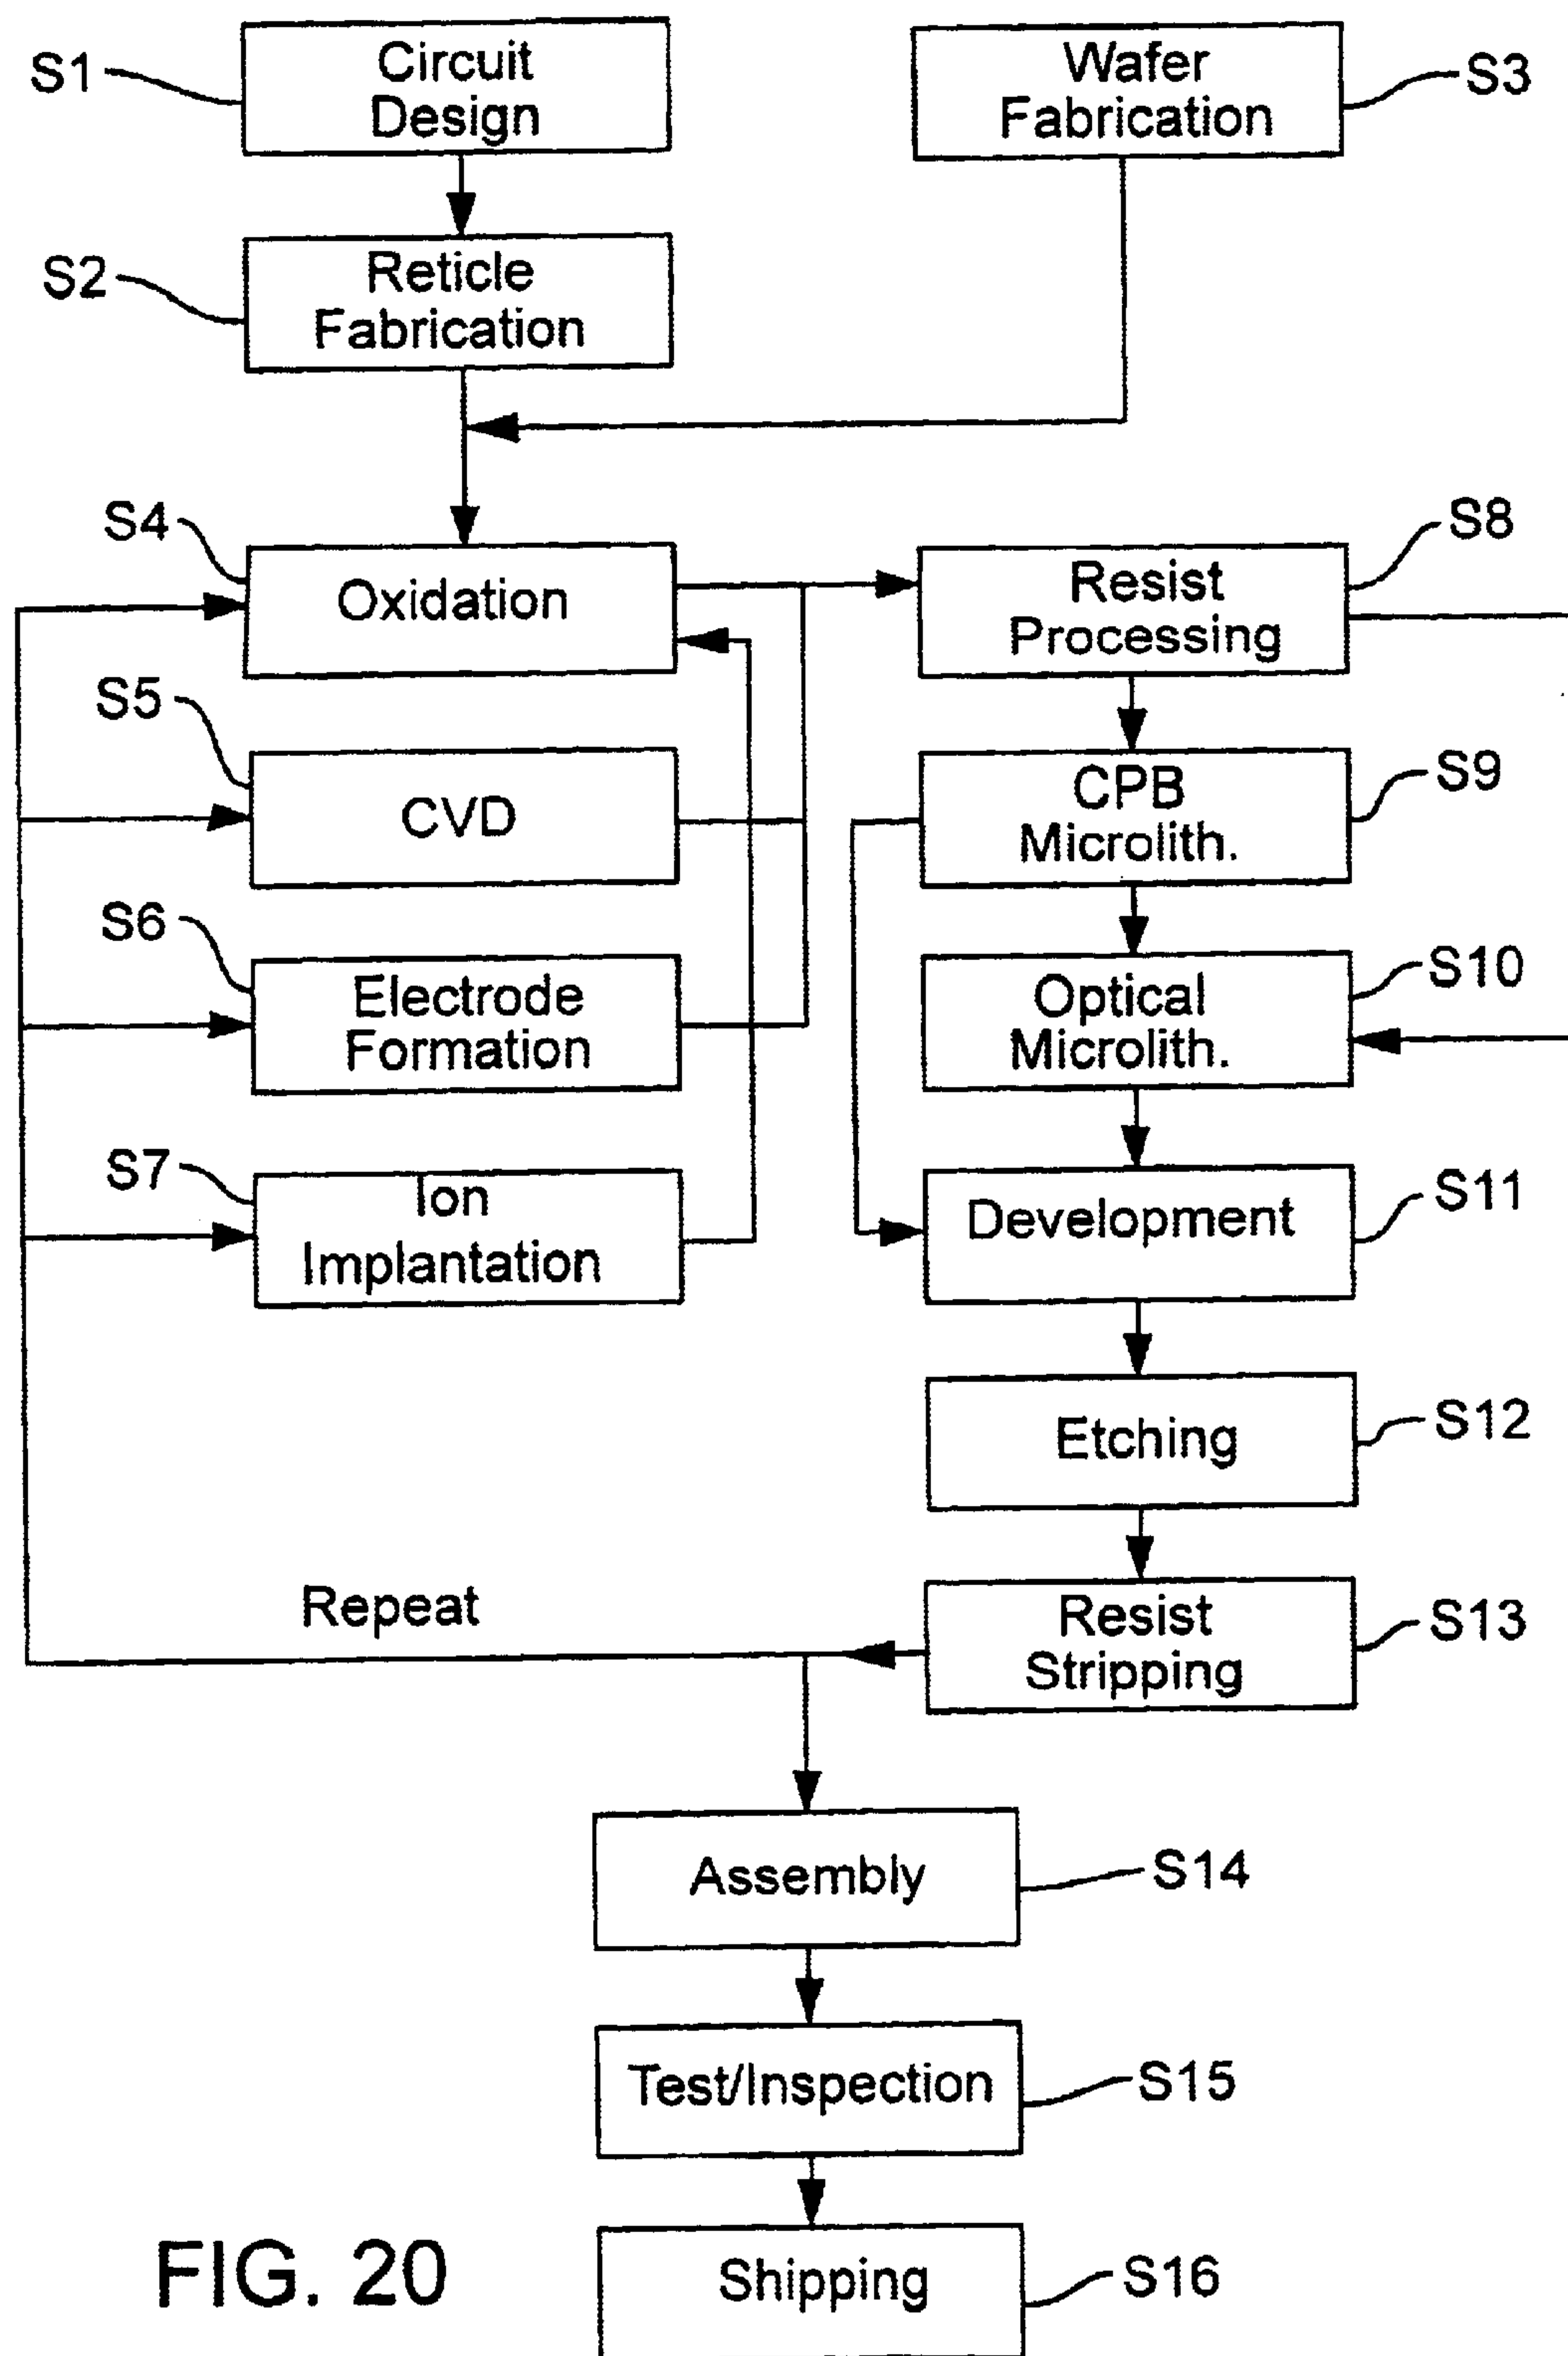 S1
Circuit
Design
Wafer
Fabrication
S3
S2
Reticle
Fabrication
S4
Oxidation
S8
Resist
Processing
S5
CVD
S9
CPB
Microlith.
S6
Electrode
Formation
S10
Optical
Microlith.
S7
Ion
Implantation
S11
Development
Etching
S12
Repeat
Resist
Stripping
S13
Assembly
S14
Test/Inspection
S15
Shipping
S16
FIG. 20